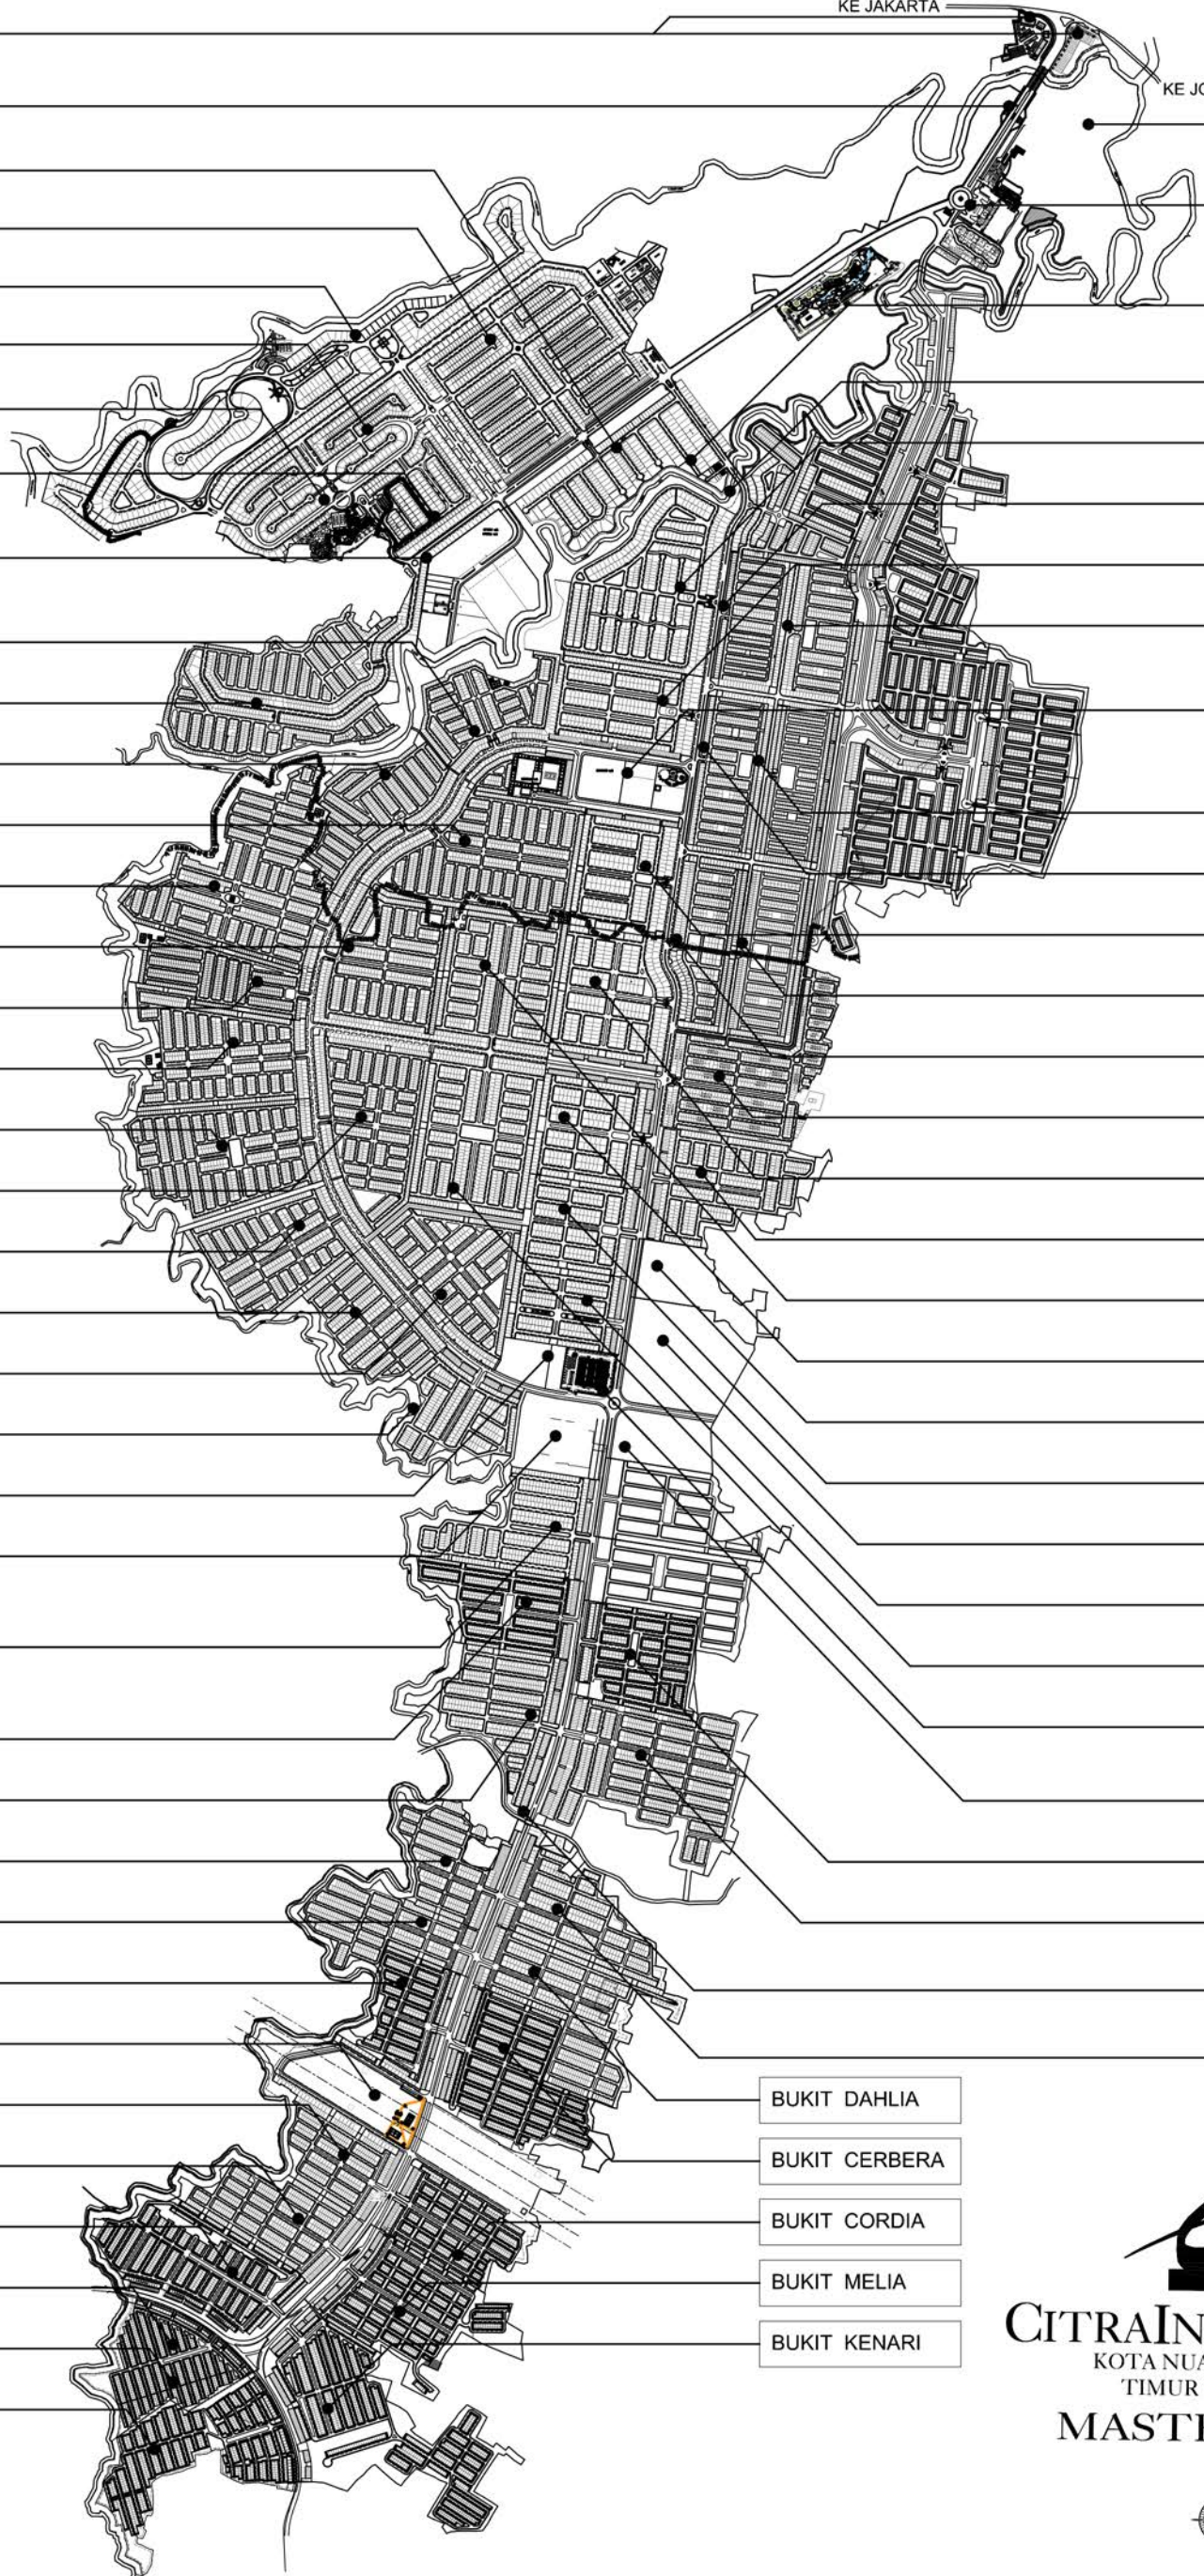 KE JAKARTA
KE JO
BUKIT DAHLIA
BUKIT CERBERA
BUKIT CORDIA
BUKIT MELIA
BUKIT KENARI
CITRAIN
KOTA NUA
TIMUR
MASTE